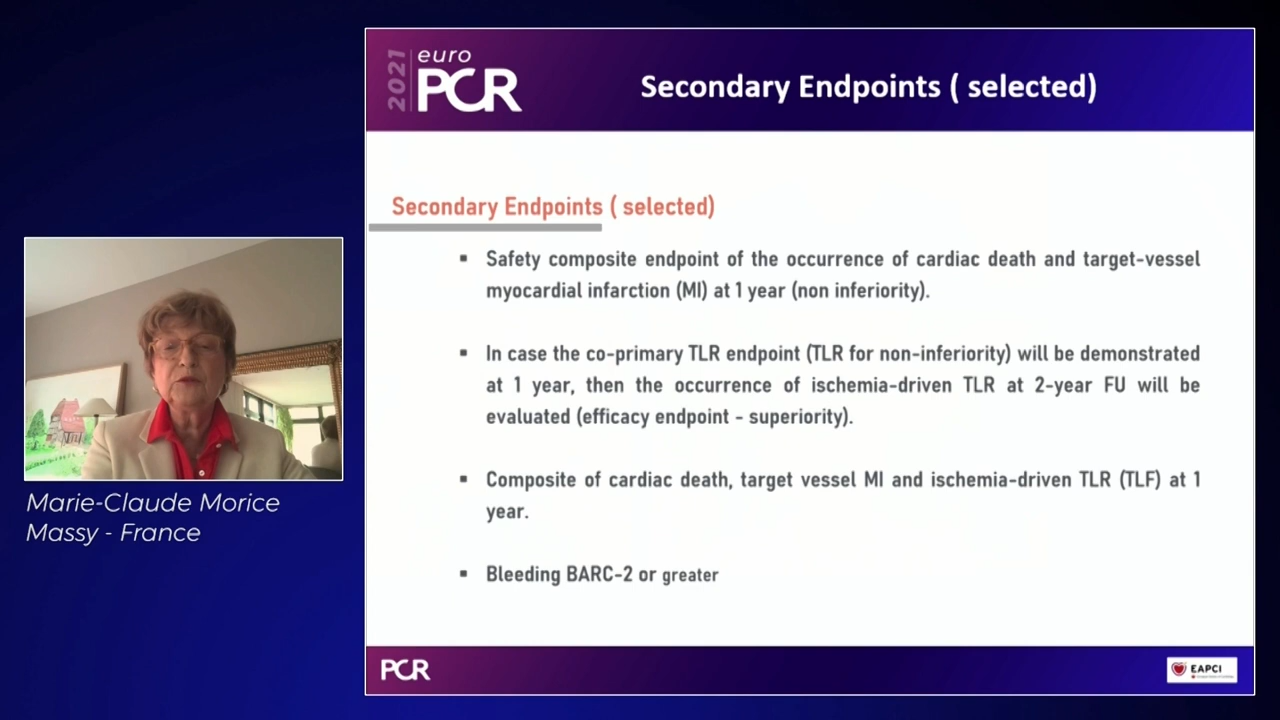 2021 euro
PCR
Secondary Endpoints ( selected)
Secondary Endpoints ( selected)
▪ Safety composite endpoint of the occurrence of cardiac death and target-vessel
myocardial infarction (MI) at 1 year (non inferiority).
▪ In case the co-primary TLR endpoint (TLR for non-inferiority) will be demonstrated
at 1 year, then the occurrence of ischemia-driven TLR at 2-year FU will be
evaluated (efficacy endpoint - superiority).
▪ Composite of cardiac death, target vessel MI and ischemia-driven TLR (TLF) at 1
year.
▪ Bleeding BARC-2 or greater
Marie-Claude Morice
Massy - France
PCR
EAPCI